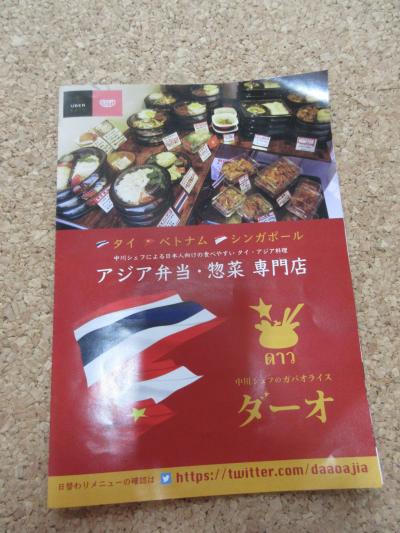 UBER
タイ ベトナム シンガポール
中川シェフによる日本人向けの食べやすい タイ・アジア料理
アジア弁当・惣菜 専門店
ดาว
中川シェフのガパオライス
ダーオ
日替わりメニューの確認は https://twitter.com/daaoajia